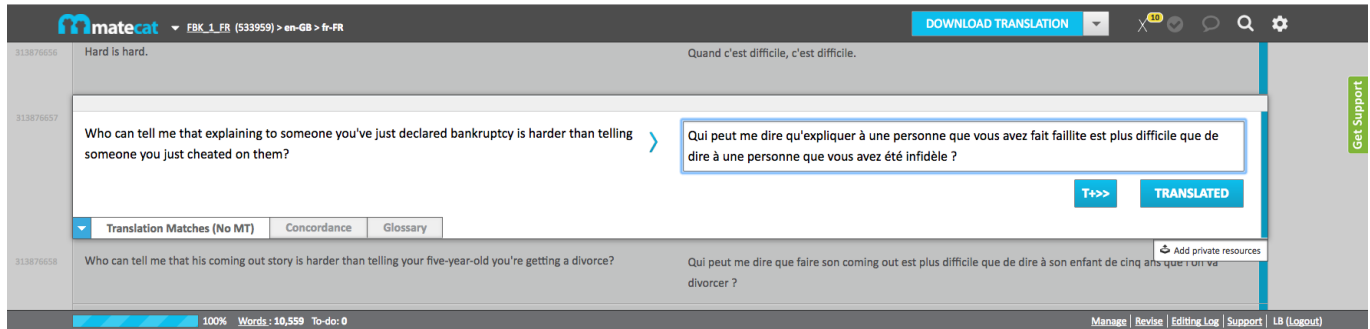 matecat FBK_1_FR (533959) > en-GB > fr-FR DOWNLOAD TRANSLATION 10
313876656 Hard is hard. Quand c'est difficile, c'est difficile.
Get Support
313876657
Who can tell me that explaining to someone you've just declared bankruptcy is harder than telling
someone you just cheated on them?
Qui peut me dire qu'expliquer à une personne que vous avez fait faillite est plus difficile que de
dire à une personne que vous avez été infidèle ?
T+>> TRANSLATED
Translation Matches (No MT) Concordance Glossary
Add private resources
313876658 Who can tell me that his coming out story is harder than telling your five-year-old you're getting a divorce?
Qui peut me dire que faire son coming out est plus difficile que de dire à son enfant de cinq ans que l'on va
divorcer ?
100% Words : 10,559 To-do: 0 Manage Revise Editing Log Support LB (Logout)